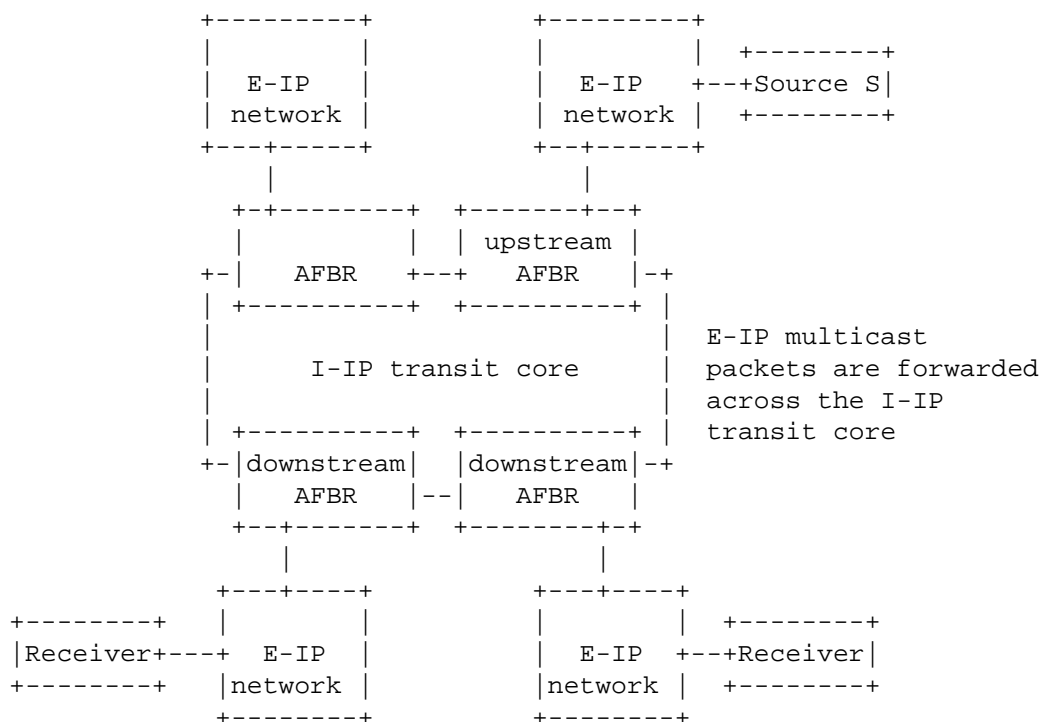 E-IP network
E-IP network
Source S
AFBR
upstream AFBR
I-IP transit core
E-IP multicast
packets are forwarded
across the I-IP
transit core
downstream AFBR
downstream AFBR
Receiver
E-IP network
E-IP network
Receiver